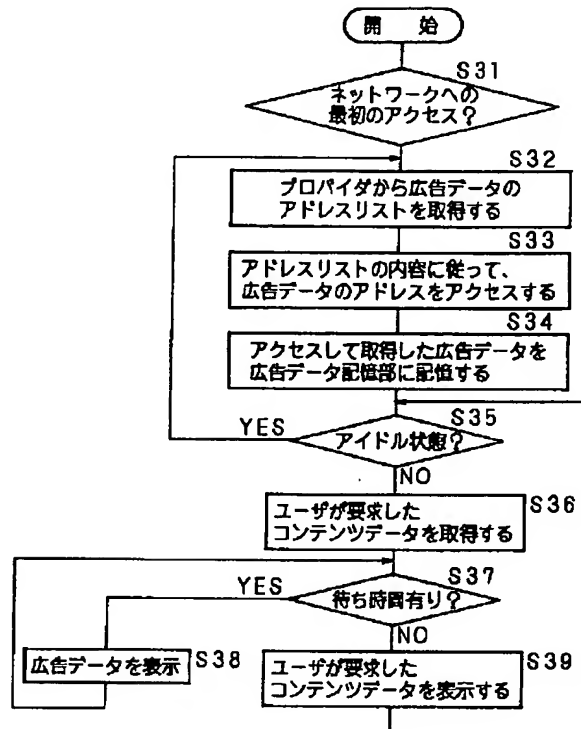 開 始
S31
ネットワークへの
最初のアクセス?
S32
プロバイダから広告データの
アドレスリストを取得する
S33
アドレスリストの内容に従って、
広告データのアドレスをアクセスする
S34
アクセスして取得した広告データを
広告データ記憶部に記憶する
S35
YES
アイドル状態?
NO
S36
ユーザが要求した
コンテンツデータを取得する
S37
YES
待ち時間有り?
NO
広告データを表示
S38
S39
ユーザが要求した
コンテンツデータを表示する